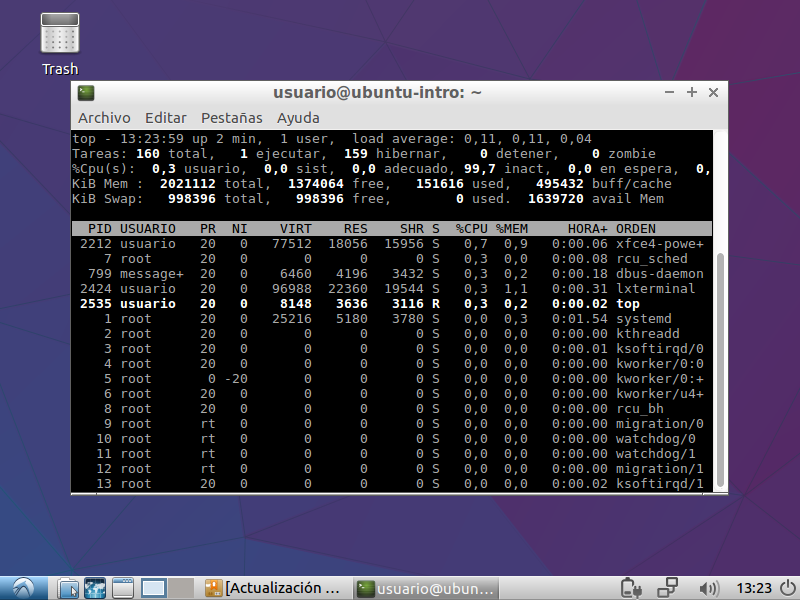 Trash
usuario@ubuntu-intro: ~
Archivo Editar Pestañas Ayuda
top - 13:23:59 up 2 min,  1 user,  load average: 0,11, 0,11, 0,04
Tareas: 160 total,   1 ejecutar, 159 hibernar,   0 detener,   0 zombie
%Cpu(s):  0,3 usuario,  0,0 sist,  0,0 adecuado, 99,7 inact,  0,0 en espera,  0,
KiB Mem :  2021112 total,  1374064 free,   151616 used,   495432 buff/cache
KiB Swap:   998396 total,   998396 free,        0 used.  1639720 avail Mem
PID USUARIO PR NI VIRT RES SHR S %CPU %MEM HORA+ ORDEN
2212 usuario 20 0 77512 18056 15956 S 0,7 0,9 0:00.06 xfce4-powe+
7 root 20 0 0 0 0 S 0,3 0,0 0:00.08 rcu_sched
799 message+ 20 0 6460 4196 3432 S 0,3 0,2 0:00.18 dbus-daemon
2424 usuario 20 0 96988 22360 19544 S 0,3 1,1 0:00.31 lxterminal
2535 usuario 20 0 8148 3636 3116 R 0,3 0,2 0:00.02 top
1 root 20 0 25216 5180 3780 S 0,0 0,3 0:01.54 systemd
2 root 20 0 0 0 0 S 0,0 0,0 0:00.00 kthreadd
3 root 20 0 0 0 0 S 0,0 0,0 0:00.01 ksoftirqd/0
4 root 20 0 0 0 0 S 0,0 0,0 0:00.00 kworker/0:0
5 root 0 -20 0 0 0 S 0,0 0,0 0:00.00 kworker/0:+
6 root 20 0 0 0 0 S 0,0 0,0 0:00.00 kworker/u4+
8 root 20 0 0 0 0 S 0,0 0,0 0:00.00 rcu_bh
9 root rt 0 0 0 0 S 0,0 0,0 0:00.00 migration/0
10 root rt 0 0 0 0 S 0,0 0,0 0:00.00 watchdog/0
11 root rt 0 0 0 0 S 0,0 0,0 0:00.00 watchdog/1
12 root rt 0 0 0 0 S 0,0 0,0 0:00.00 migration/1
13 root 20 0 0 0 0 S 0,0 0,0 0:00.02 ksoftirqd/1
[Actualización ... usuario@ubun... 13:23